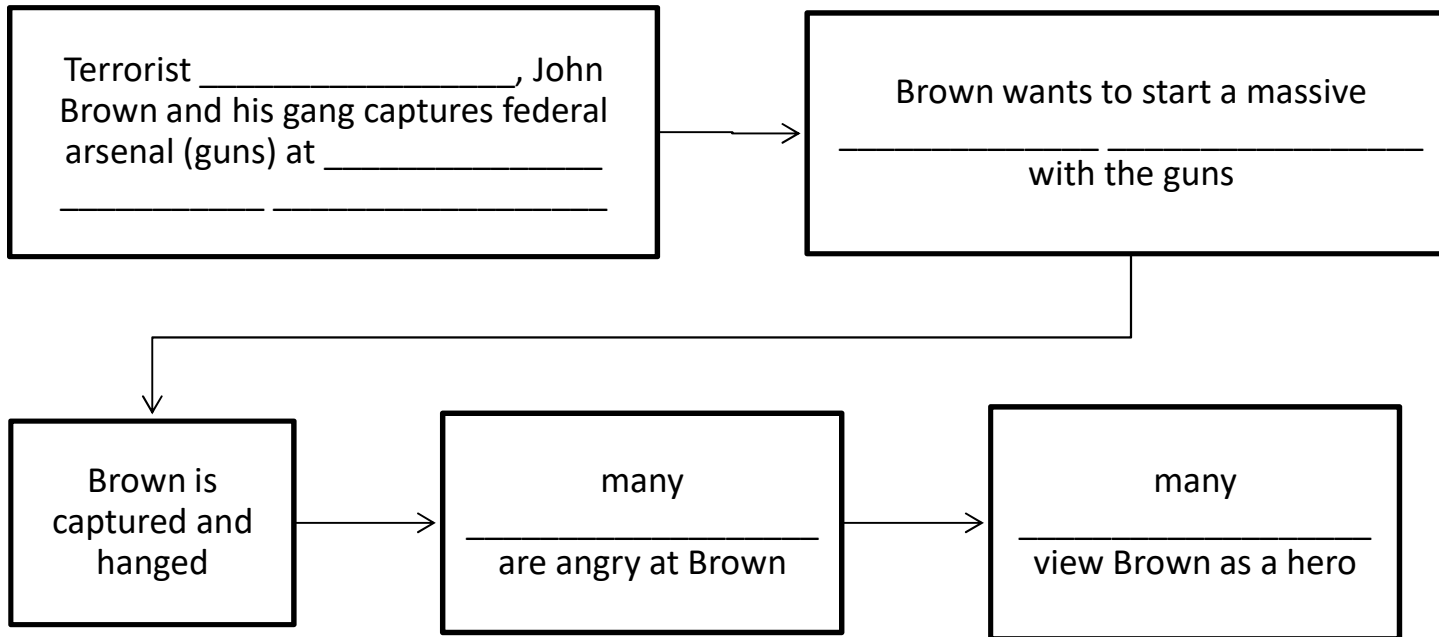 Terrorist _________________, John
Brown and his gang captures federal
arsenal (guns) at _______________
___________ __________________
Brown wants to start a massive
______________ _________________
with the guns
Brown is
captured and
hanged
many
___________________
are angry at Brown
many
___________________
view Brown as a hero